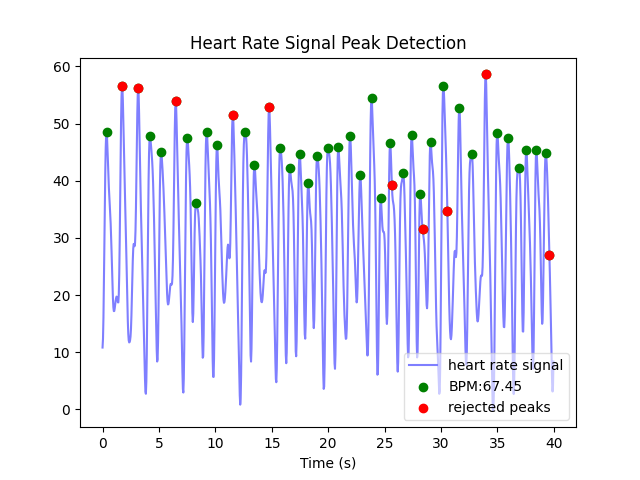 Heart Rate Signal Peak Detection
60
50
40
30
20
10
0
heart rate signal
BPM:67.45
rejected peaks
0 5 10 15 20 25 30 35 40
Time (s)